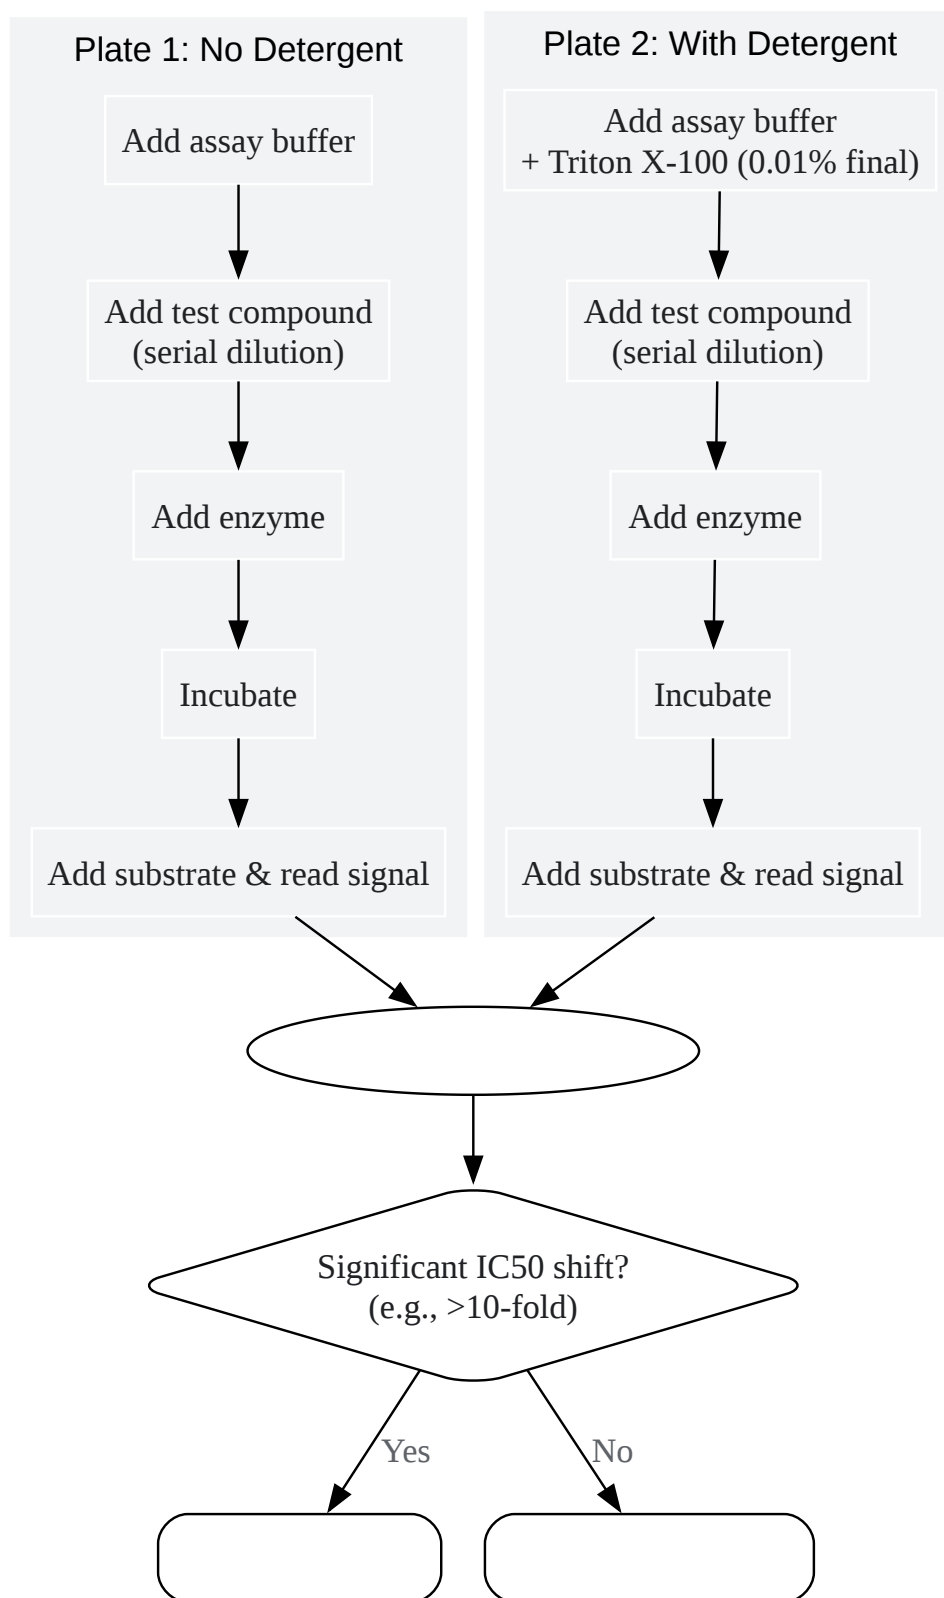 Plate 1: No Detergent
Add assay buffer
Add test compound
(serial dilution)
Add enzyme
Incubate
Add substrate & read signal
Plate 2: With Detergent
Add assay buffer
+ Triton X-100 (0.01% final)
Add test compound
(serial dilution)
Add enzyme
Incubate
Add substrate & read signal
Significant IC50 shift?
(e.g., >10-fold)
Yes
No